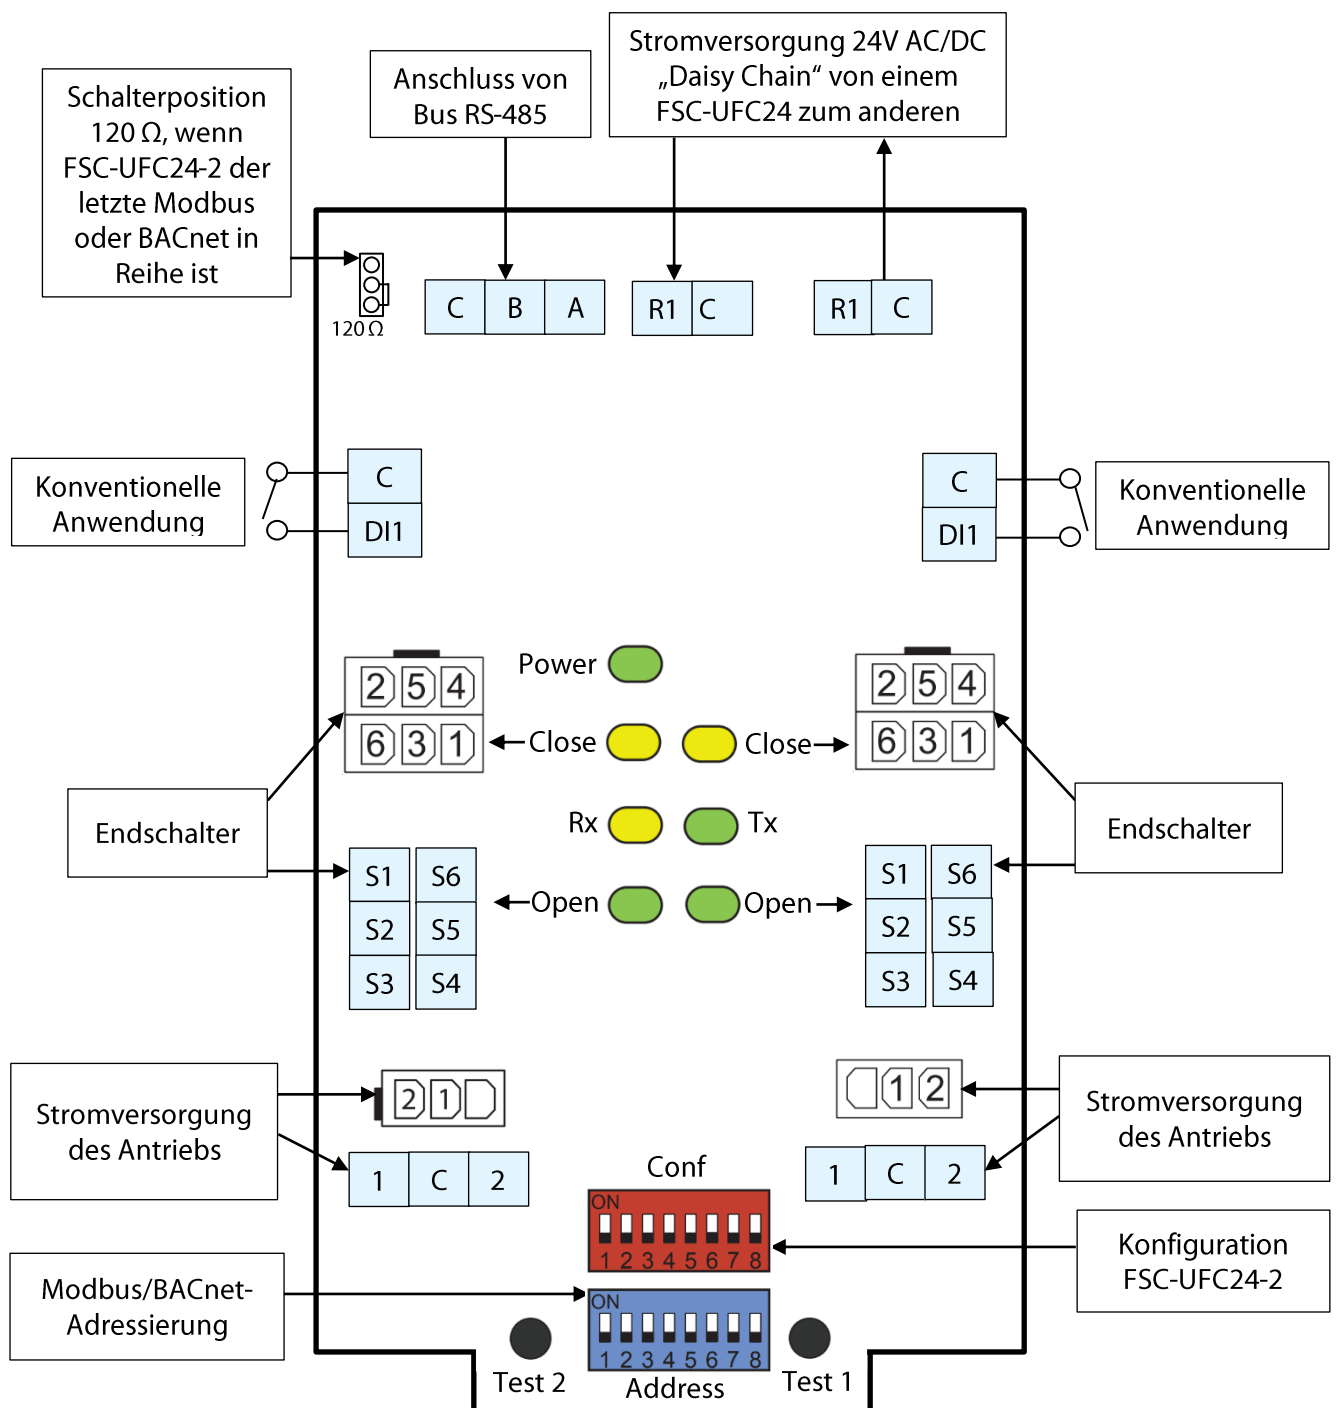 Stromversorgung 24V AC/DC
„Daisy Chain“ von einem
FSC-UFC24 zum anderen
Anschluss von
Bus RS-485
Schalterposition
120 Ω, wenn
FSC-UFC24-2 der
letzte Modbus
oder BACnet in
Reihe ist
120 Ω
C B A
R1 C
R1 C
Konventionelle
Anwendung
C
DI1
C
DI1
Konventionelle
Anwendung
2 5 4
6 3 1
Power
Close
Close
2 5 4
6 3 1
Endschalter
Rx
Tx
Endschalter
S1 S6
S2 S5
S3 S4
Open
Open
S1 S6
S2 S5
S3 S4
Stromversorgung
des Antriebs
2 1
1 C 2
1 2
1 C 2
Stromversorgung
des Antriebs
Conf
ON
1 2 3 4 5 6 7 8
Konfiguration
FSC-UFC24-2
Modbus/BACnet-
Adressierung
ON
1 2 3 4 5 6 7 8
Address
Test 2
Test 1